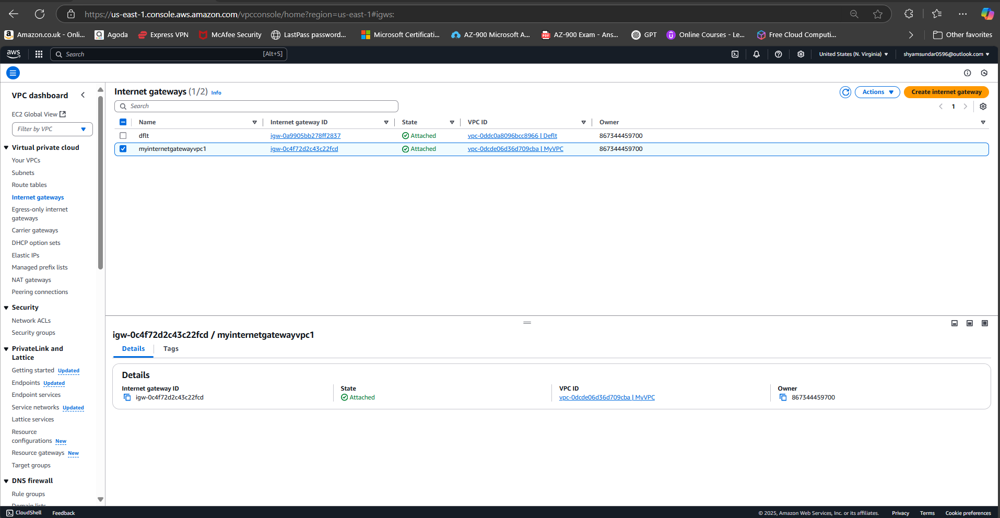 https://us-east-1.console.aws.amazon.com/vpcconsole/home?region=us-east-1#igws:
Amazon.co.uk - Onli... Agoda Express VPN McAfee Security LastPass password... Microsoft Certificati... AZ-900 Microsoft A... AZ-900 Exam - Ans... GPT Online Courses - Le... Free Cloud Computi... Other favorites
aws Search [Alt+S] United States (N. Virginia) shyamsundar0596@outlook.com
VPC dashboard
EC2 Global View
Filter by VPC
Virtual private cloud
Your VPCs
Subnets
Route tables
Internet gateways
Egress-only internet
gateways
Carrier gateways
DHCP option sets
Elastic IPs
Managed prefix lists
NAT gateways
Peering connections
Security
Network ACLs
Security groups
PrivateLink and
Lattice
Getting started Updated
Endpoints Updated
Endpoint services
Service networks Updated
Lattice services
Resource
configurations New
Resource gateways New
Target groups
DNS firewall
Rule groups
Domain lists
Internet gateways (1/2) Info
Actions Create internet gateway
Search
1
Name Internet gateway ID State VPC ID Owner
dflt igw-0a9905bb278ff2837 Attached vpc-0ddc0a8096bcc8966 | Deflt 867344459700
myinternetgatewayvpc1 igw-0c4f72d2c43c22fcd Attached vpc-0dcde06d36d709cba | MyVPC 867344459700
igw-0c4f72d2c43c22fcd / myinternetgatewayvpc1
Details Tags
Details
Internet gateway ID State VPC ID Owner
igw-0c4f72d2c43c22fcd Attached vpc-0dcde06d36d709cba | MyVPC 867344459700
CloudShell Feedback © 2025, Amazon Web Services, Inc. or its affiliates. Privacy Terms Cookie preferences